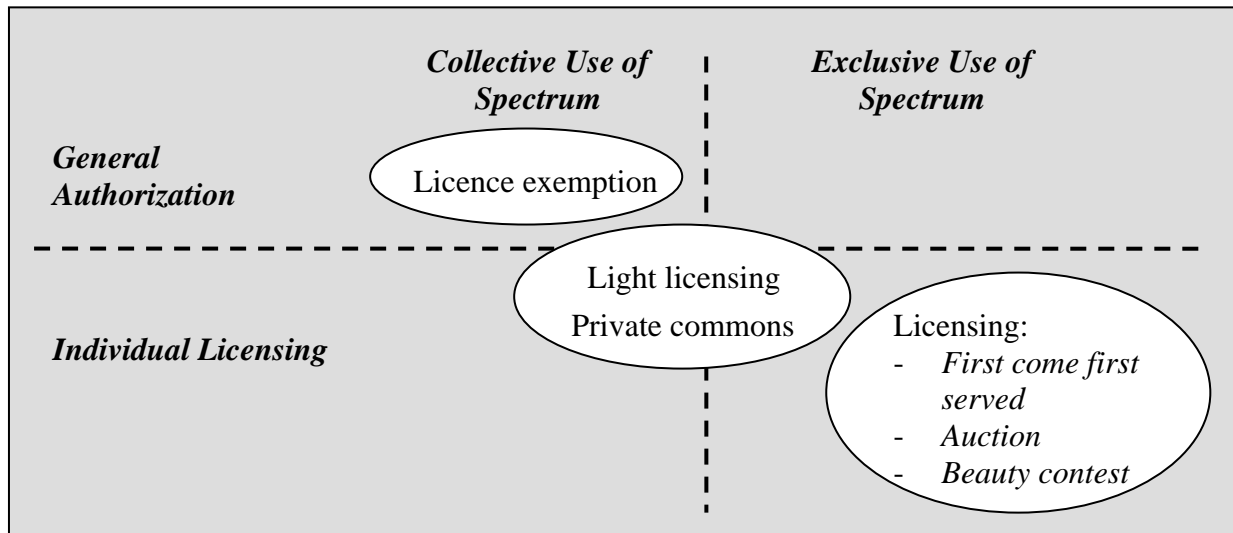 Collective Use of
Spectrum
Exclusive Use of
Spectrum
General
Authorization
Licence exemption
Light licensing
Private commons
Individual Licensing
Licensing:
- First come first
served
- Auction
- Beauty contest